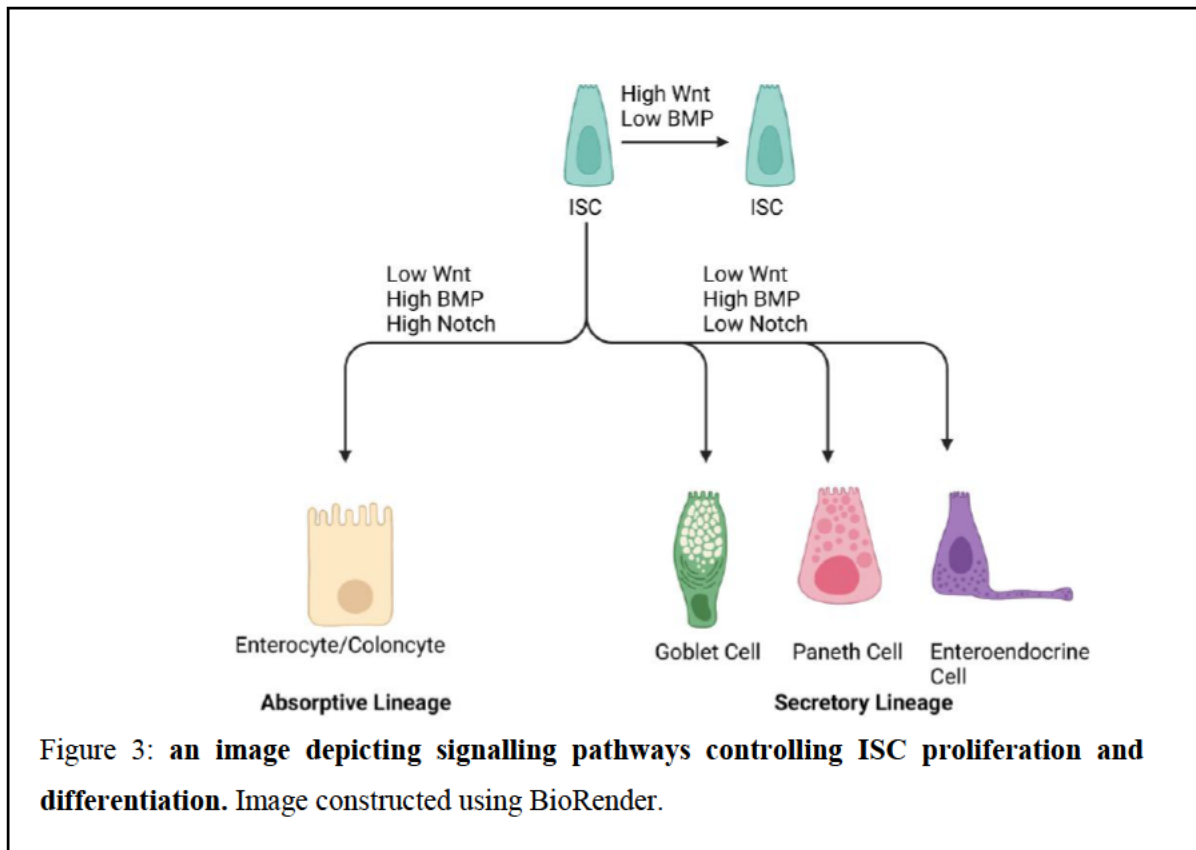 High Wnt
Low BMP
ISC
ISC
Low Wnt
High BMP
High Notch
Low Wnt
High BMP
Low Notch
Enterocyte/Coloncyte
Goblet Cell
Paneth Cell
Enteroendocrine
Cell
Absorptive Lineage
Secretory Lineage
Figure 3: an image depicting signalling pathways controlling ISC proliferation and
differentiation. Image constructed using BioRender.